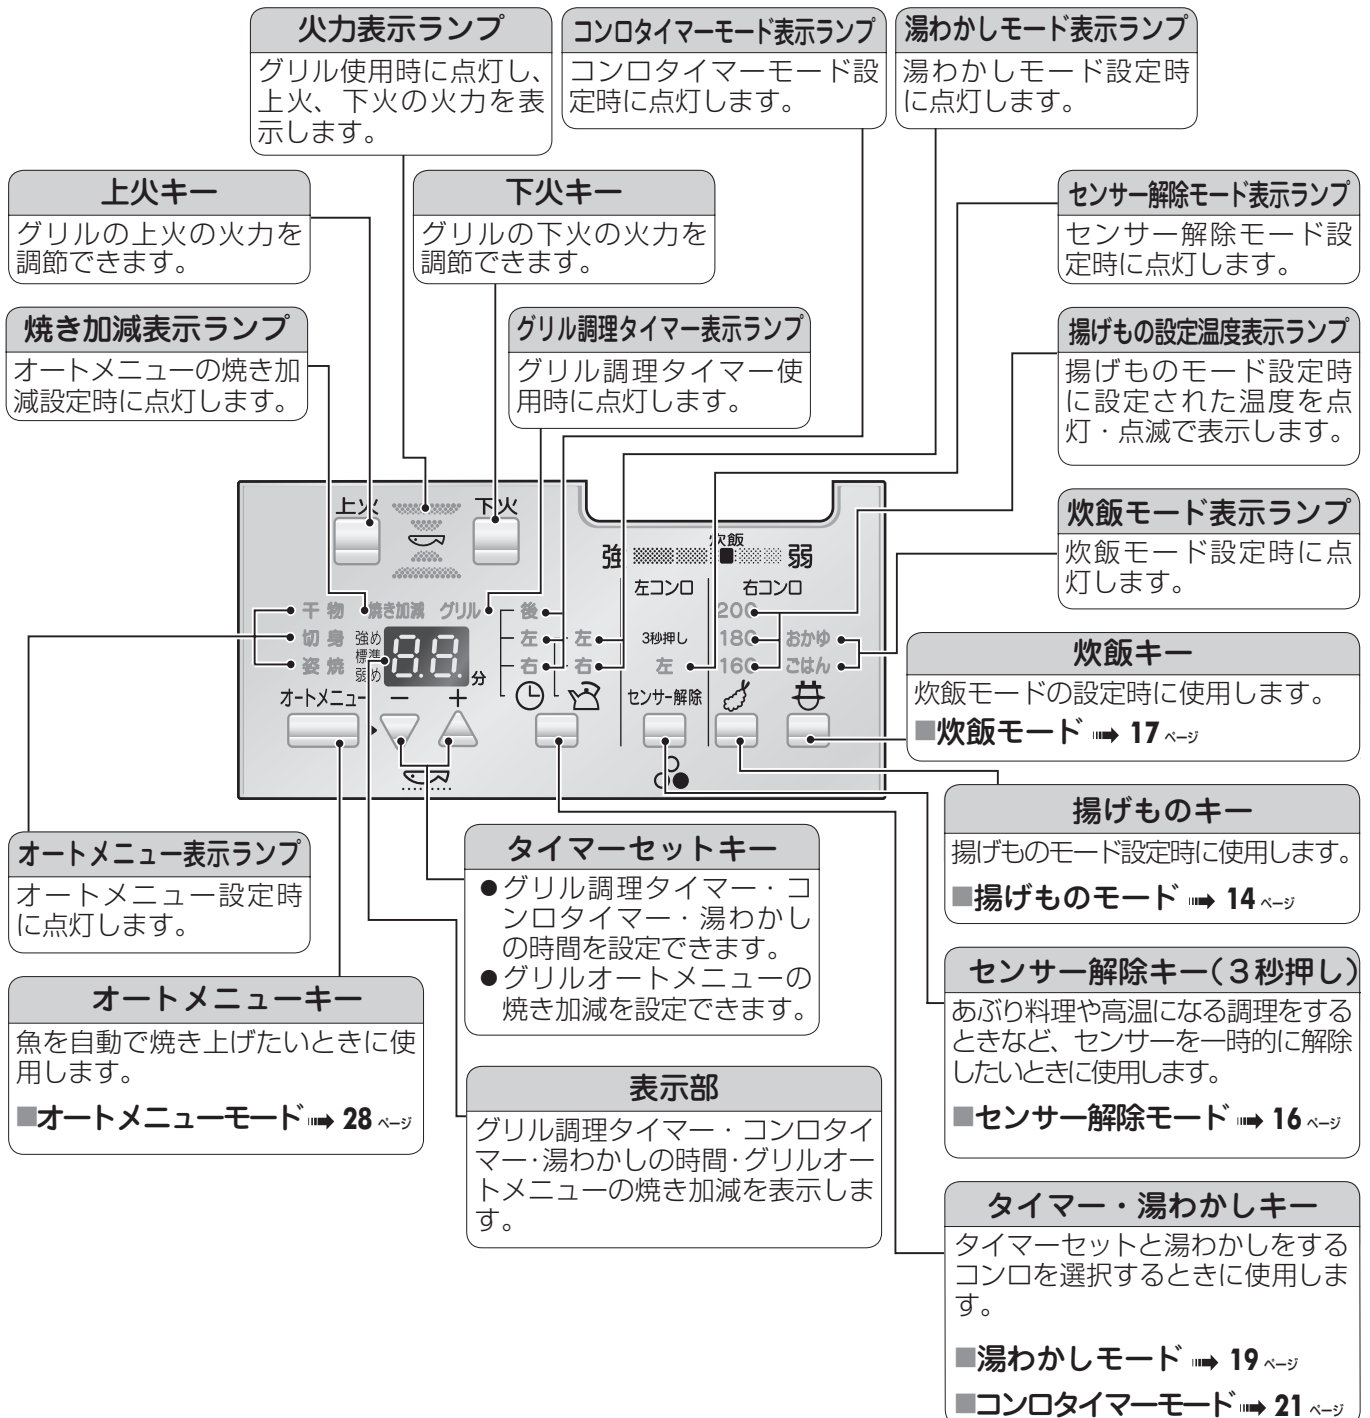 火力表示ランプ
グリル使用時に点灯し、
上火、下火の火力を表
示します。
コンロタイマーモード表示ランプ
コンロタイマーモード設
定時に点灯します。
湯わかしモード表示ランプ
湯わかしモード設定時
に点灯します。
上火キー
グリルの上火の火力を
調節できます。
下火キー
グリルの下火の火力を
調節できます。
センサー解除モード表示ランプ
センサー解除モード設
定時に点灯します。
焼き加減表示ランプ
オートメニューの焼き加
減設定時に点灯します。
グリル調理タイマー表示ランプ
グリル調理タイマー使
用時に点灯します。
揚げもの設定温度表示ランプ
揚げものモード設定時
に設定された温度を点
灯・点滅で表示します。
炊飯モード表示ランプ
炊飯モード設定時に点
灯します。
上火
下火
強
炊飯
弱
左コンロ
右コンロ
干物
焼き加減
グリル
後
200
切身
強め
標準
弱め
88
分
左
左
3秒押し
180
おかゆ
姿焼
右
右
左
160
ごはん
オートメニュー
−
+
センサー解除
炊飯キー
炊飯モードの設定時に使用します。
■炊飯モード ➡ 17ページ
揚げものキー
揚げものモード設定時に使用します。
■揚げものモード ➡ 14ページ
オートメニュー表示ランプ
オートメニュー設定時
に点灯します。
タイマーセットキー
●グリル調理タイマー・コ
ンロタイマー・湯わかし
の時間を設定できます。
●グリルオートメニューの
焼き加減を設定できます。
センサー解除キー(3秒押し)
あぶり料理や高温になる調理をする
ときなど、センサーを一時的に解除
したいときに使用します。
■センサー解除モード ➡ 16ページ
オートメニューキー
魚を自動で焼き上げたいときに使
用します。
■オートメニューモード ➡ 28ページ
表示部
グリル調理タイマー・コンロタイ
マー・湯わかしの時間・グリルオー
トメニューの焼き加減を表示しま
す。
タイマー・湯わかしキー
タイマーセットと湯わかしをする
コンロを選択するときに使用しま
す。
■湯わかしモード ➡ 19ページ
■コンロタイマーモード ➡ 21ページ